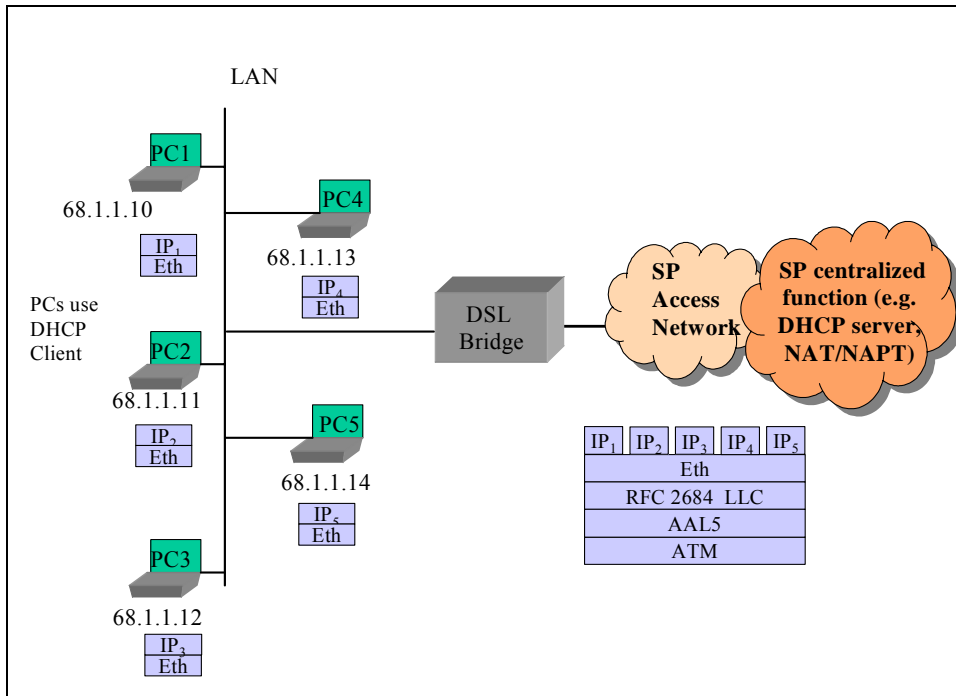 LAN
PC1
68.1.1.10
IP1
Eth
PC4
68.1.1.13
IP4
Eth
PCs use
DHCP
Client
PC2
68.1.1.11
IP2
Eth
PC5
68.1.1.14
IP5
Eth
PC3
68.1.1.12
IP3
Eth
DSL
Bridge
SP
Access
Network
SP centralized
function (e.g.
DHCP server,
NAT/NAPT)
IP1 IP2 IP3 IP4 IP5
Eth
RFC 2684 LLC
AAL5
ATM